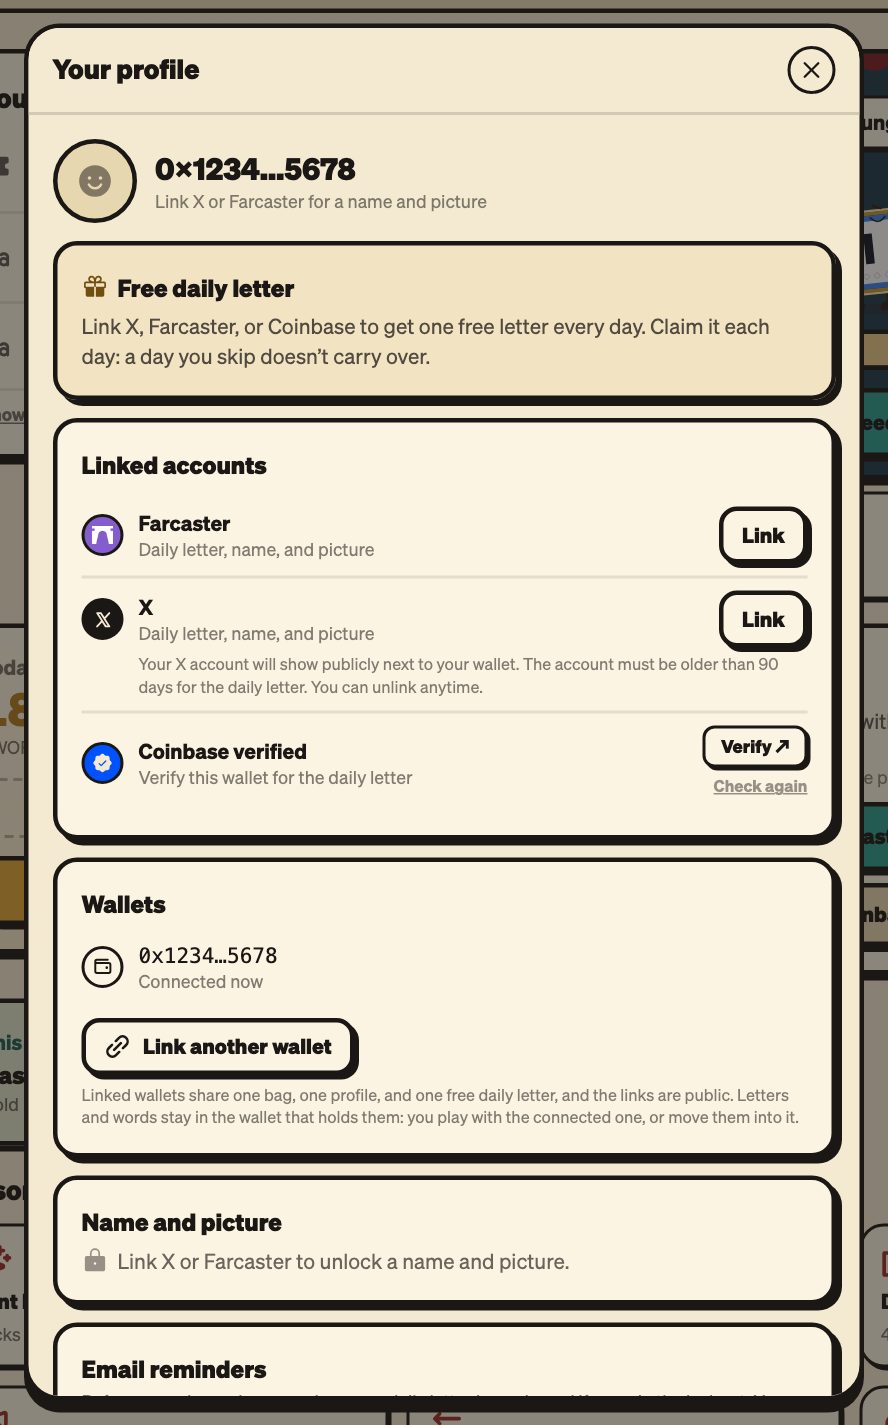 Your profile
0×1234...5678
Link X or Farcaster for a name and picture
Free daily letter
Link X, Farcaster, or Coinbase to get one free letter every day. Claim it each
day: a day you skip doesn’t carry over.
Linked accounts
Farcaster
Daily letter, name, and picture
Link
X
Daily letter, name, and picture
Link
Your X account will show publicly next to your wallet. The account must be older than 90
days for the daily letter. You can unlink anytime.
Coinbase verified
Verify this wallet for the daily letter
Verify
Check again
Wallets
0x1234…5678
Connected now
Link another wallet
Linked wallets share one bag, one profile, and one free daily letter, and the links are public. Letters
and words stay in the wallet that holds them: you play with the connected one, or move them into it.
Name and picture
Link X or Farcaster to unlock a name and picture.
Email reminders